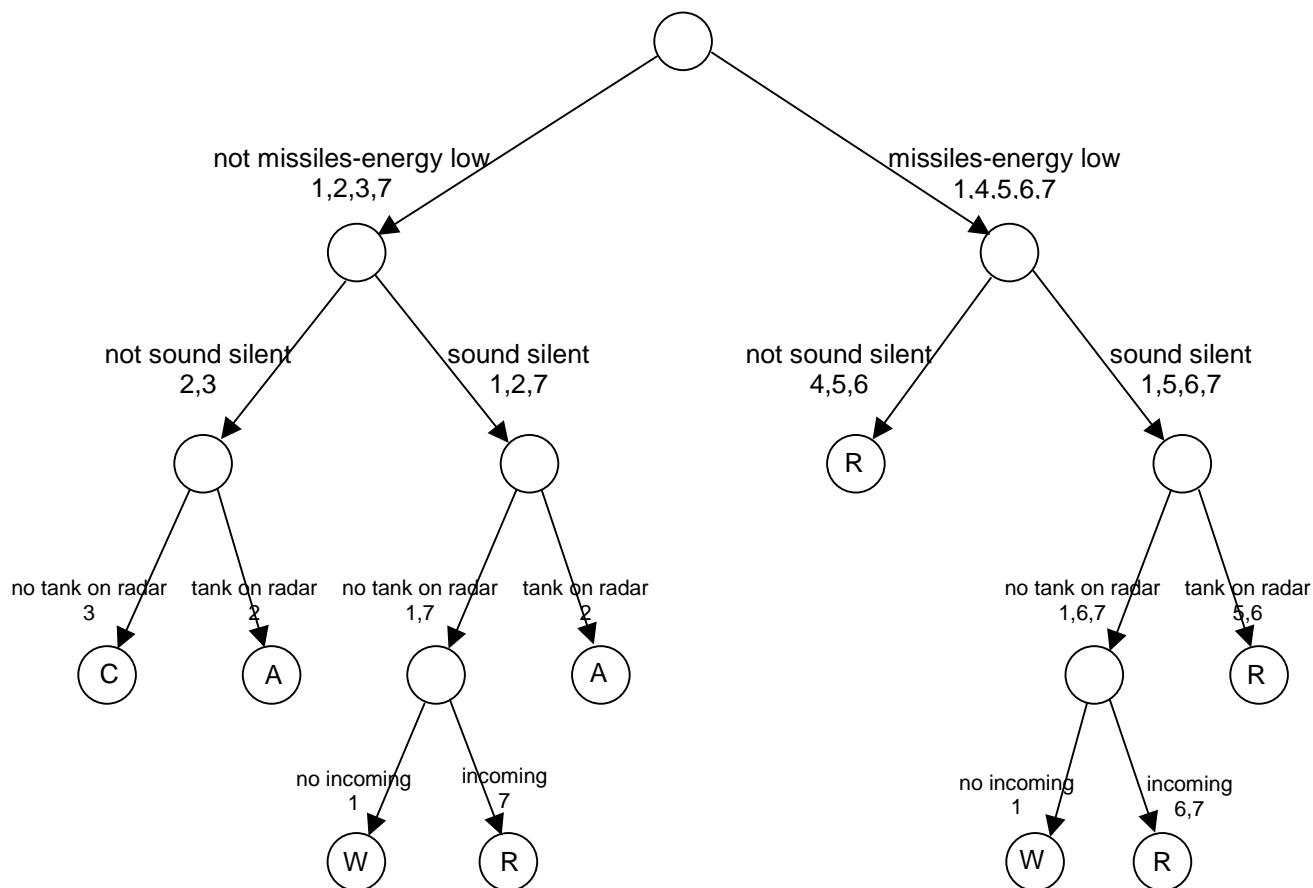 not missiles-energy low
1,2,3,7
missiles-energy low
1,4,5,6,7
not sound silent
2,3
sound silent
1,2,7
not sound silent
4,5,6
sound silent
1,5,6,7
R
no tank on radar
3
tank on radar
2
no tank on radar
1,7
tank on radar
2
no tank on radar
1,6,7
tank on radar
5,6
C
A
A
R
no incoming
1
incoming
7
no incoming
1
incoming
6,7
W
R
W
R